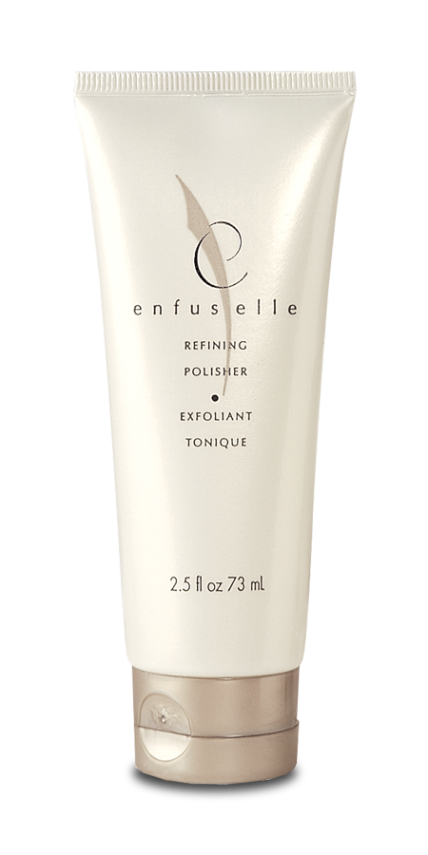 e
enfuselle
REFINING
POLISHER
•
EXFOLIANT
TONIQUE
2.5 fl oz 73 mL